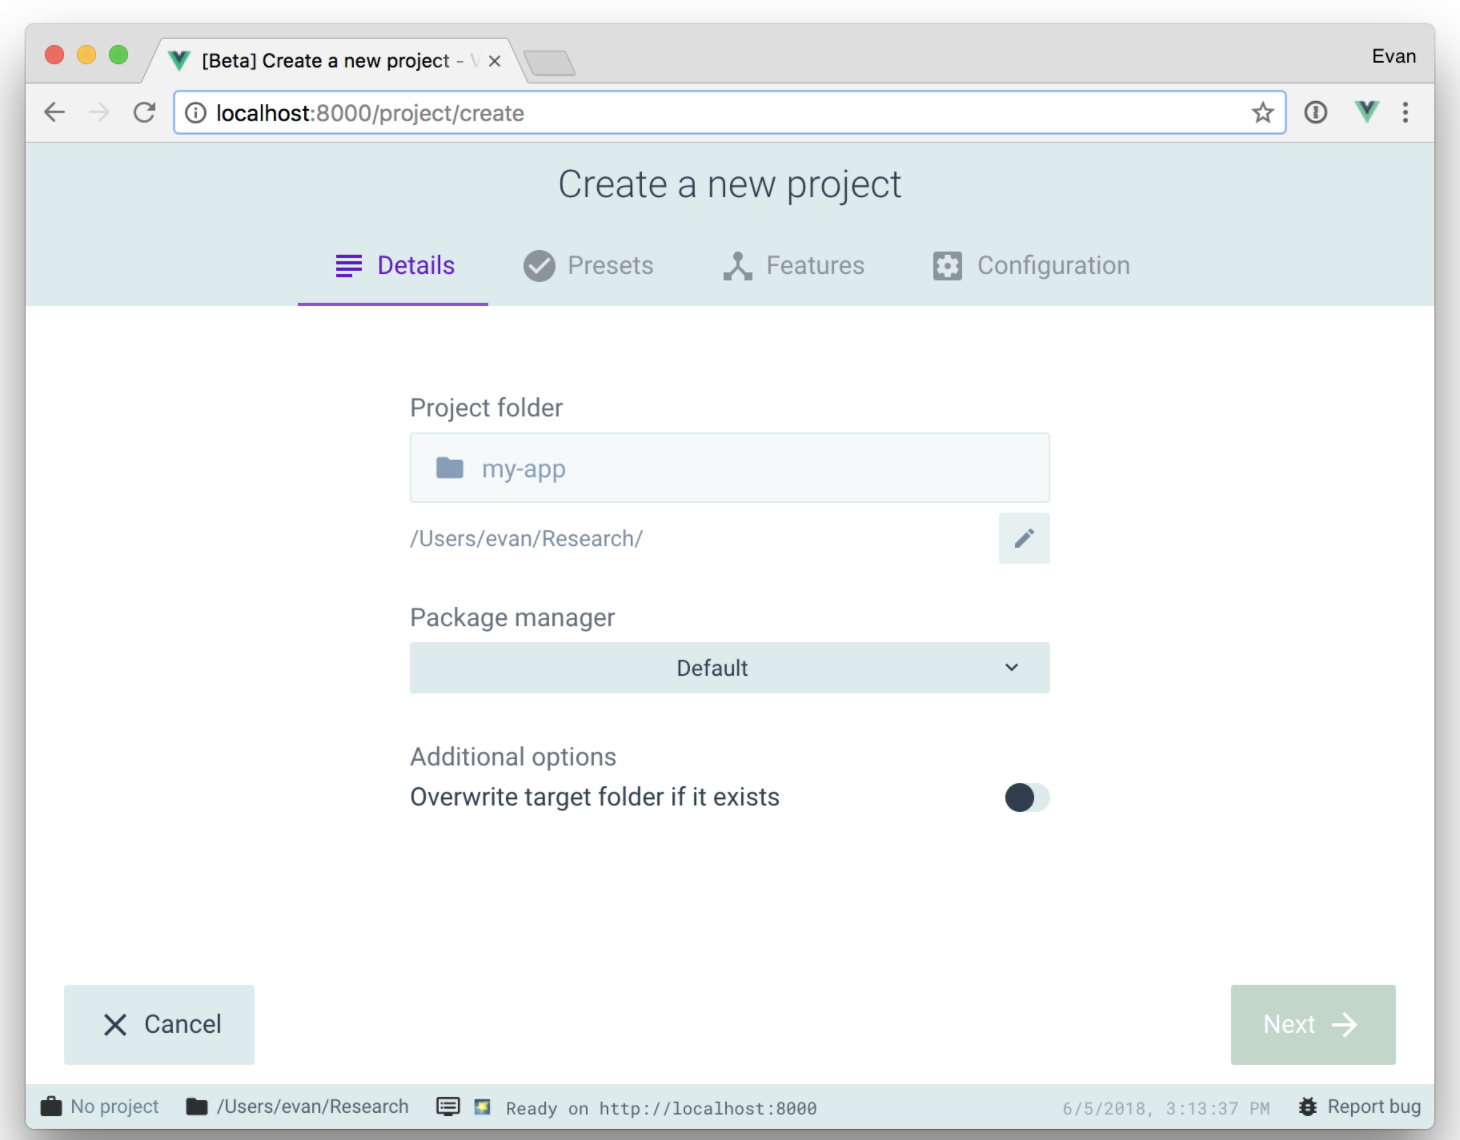 [Beta] Create a new project -
Evan
localhost:8000/project/create
Create a new project
Details Presets Features Configuration
Project folder
my-app
/Users/evan/Research/
Package manager
Default
Additional options
Overwrite target folder if it exists
Cancel
Next
No project /Users/evan/Research Ready on http://localhost:8000 6/5/2018, 3:13:37 PM Report bug